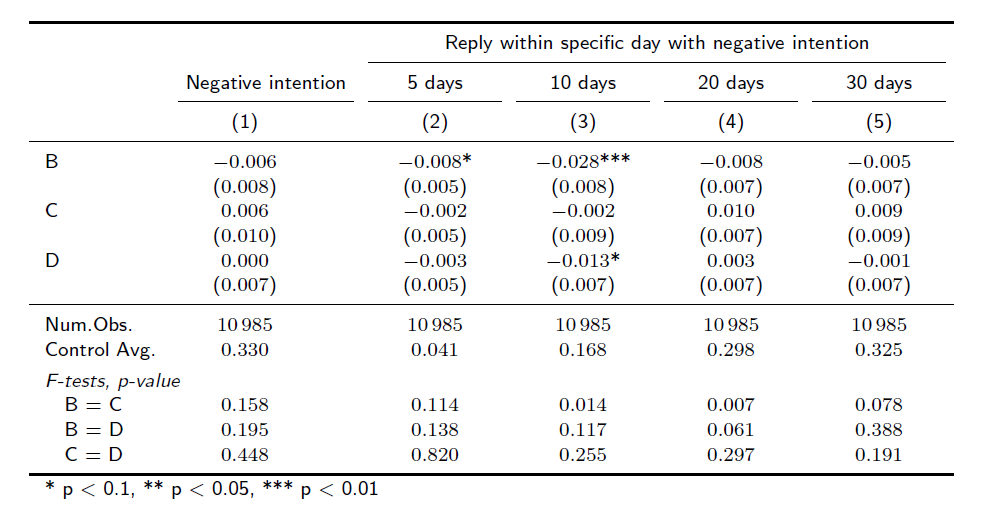 Reply within specific day with negative intention
Negative intention 5 days 10 days 20 days 30 days
(1) (2) (3) (4) (5)
B −0.006 −0.008* −0.028*** −0.008 −0.005
(0.008) (0.005) (0.008) (0.007) (0.007)
C 0.006 −0.002 −0.002 0.010 0.009
(0.010) (0.005) (0.009) (0.007) (0.009)
D 0.000 −0.003 −0.013* 0.003 −0.001
(0.007) (0.005) (0.007) (0.007) (0.007)
Num.Obs. 10 985 10 985 10 985 10 985 10 985
Control Avg. 0.330 0.041 0.168 0.298 0.325
F-tests, p-value
B = C 0.158 0.114 0.014 0.007 0.078
B = D 0.195 0.138 0.117 0.061 0.388
C = D 0.448 0.820 0.255 0.297 0.191
* p < 0.1, ** p < 0.05, *** p < 0.01